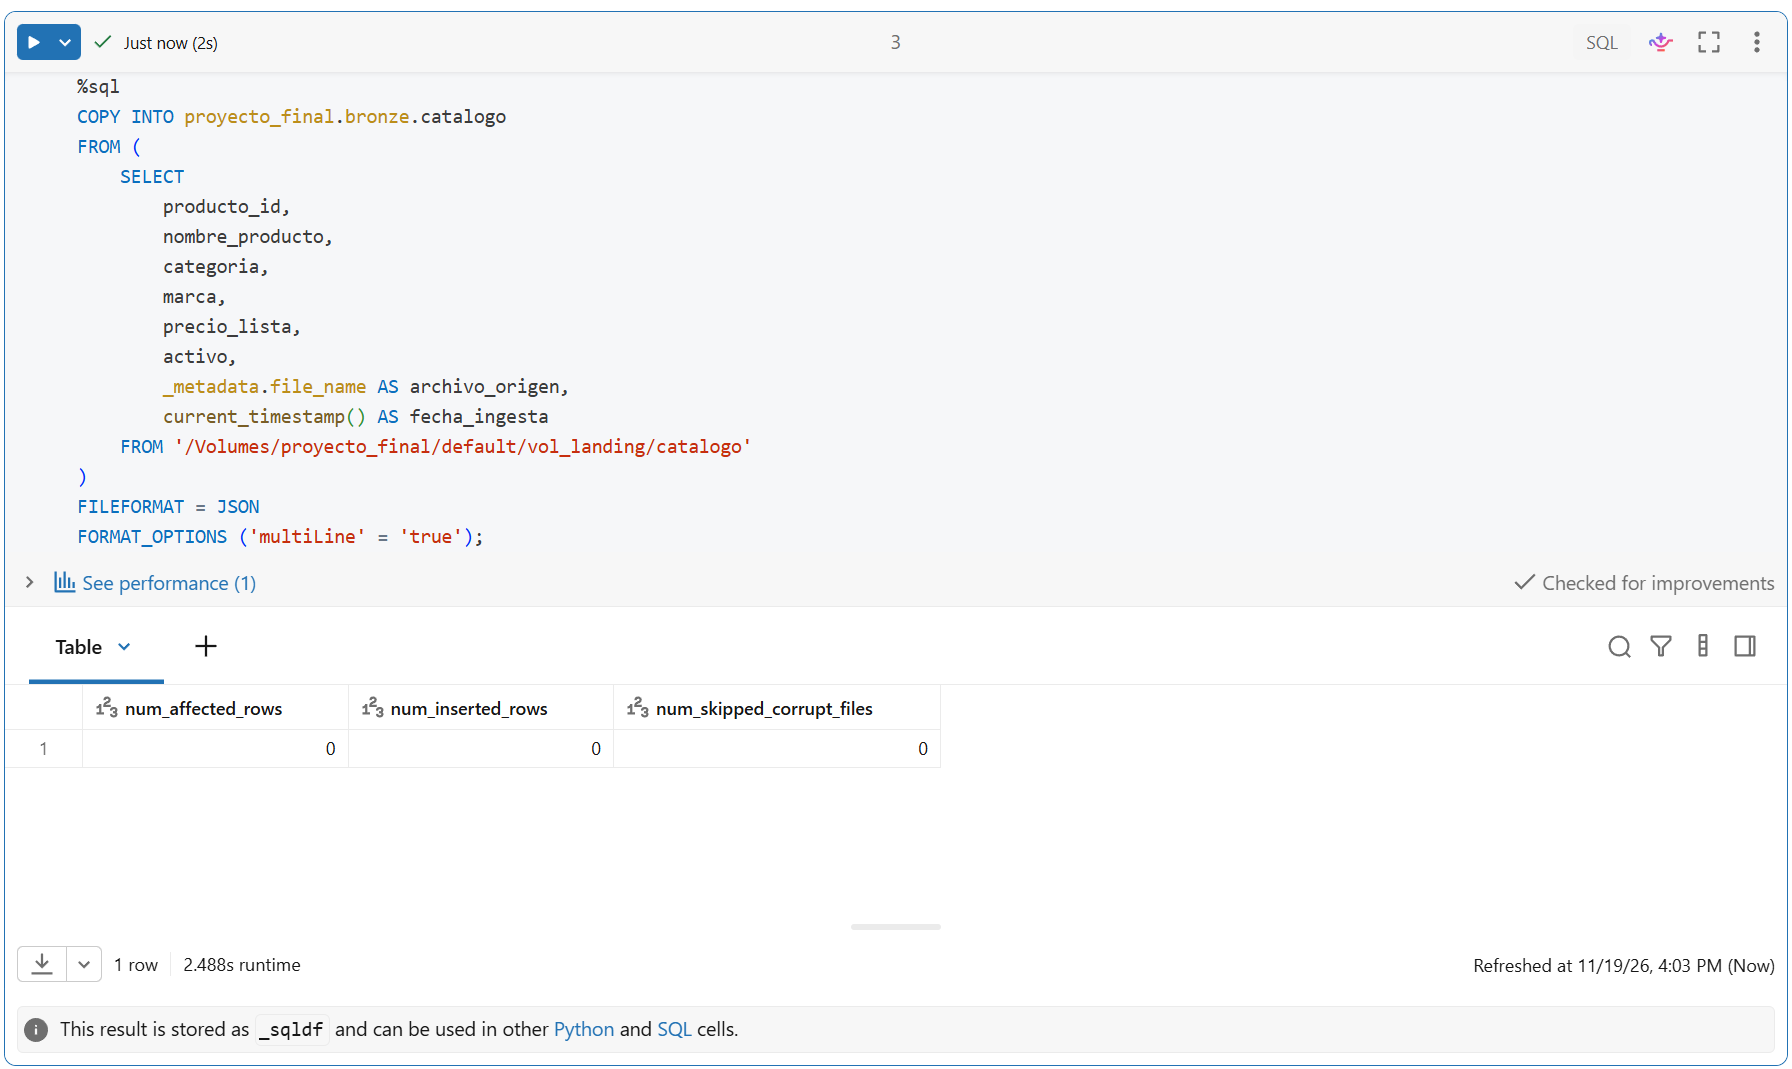 Just now (2s)
3
SQL
%sql
COPY INTO proyecto_final.bronze.catalogo
FROM (
SELECT
producto_id,
nombre_producto,
categoria,
marca,
precio_lista,
activo,
_metadata.file_name AS archivo_origen,
current_timestamp() AS fecha_ingesta
FROM '/Volumes/proyecto_final/default/vol_landing/catalogo'
)
FILEFORMAT = JSON
FORMAT_OPTIONS ('multiLine' = 'true');
See performance (1)
Checked for improvements
Table
num_affected_rows num_inserted_rows num_skipped_corrupt_files
1 0 0 0
1 row 2.488s runtime
Refreshed at 11/19/26, 4:03 PM (Now)
This result is stored as _sqldf and can be used in other Python and SQL cells.